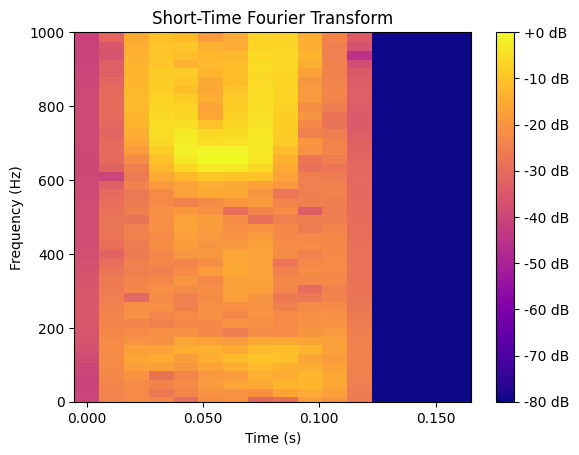 Short-Time Fourier Transform
Frequency (Hz)
1000
800
600
400
200
0
0.000
0.050
0.100
0.150
Time (s)
+0 dB
-10 dB
-20 dB
-30 dB
-40 dB
-50 dB
-60 dB
-70 dB
-80 dB